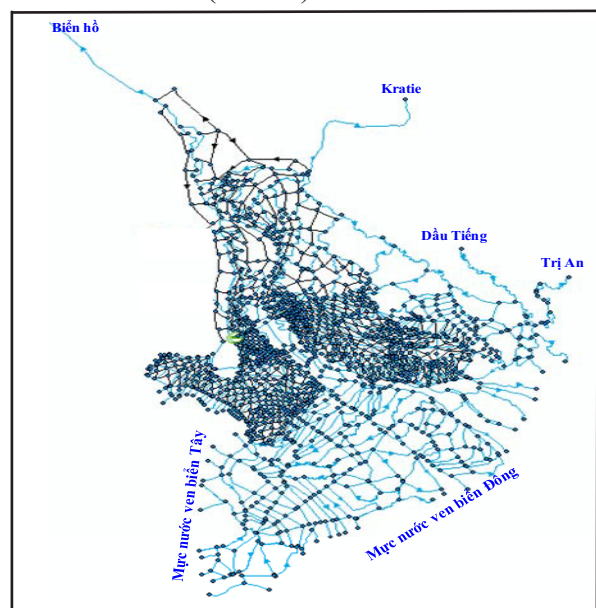 Biển hồ
Kratie
Dầu Tiếng
Trị An
Mực nước ven biển Tây
Mực nước ven biển Đông